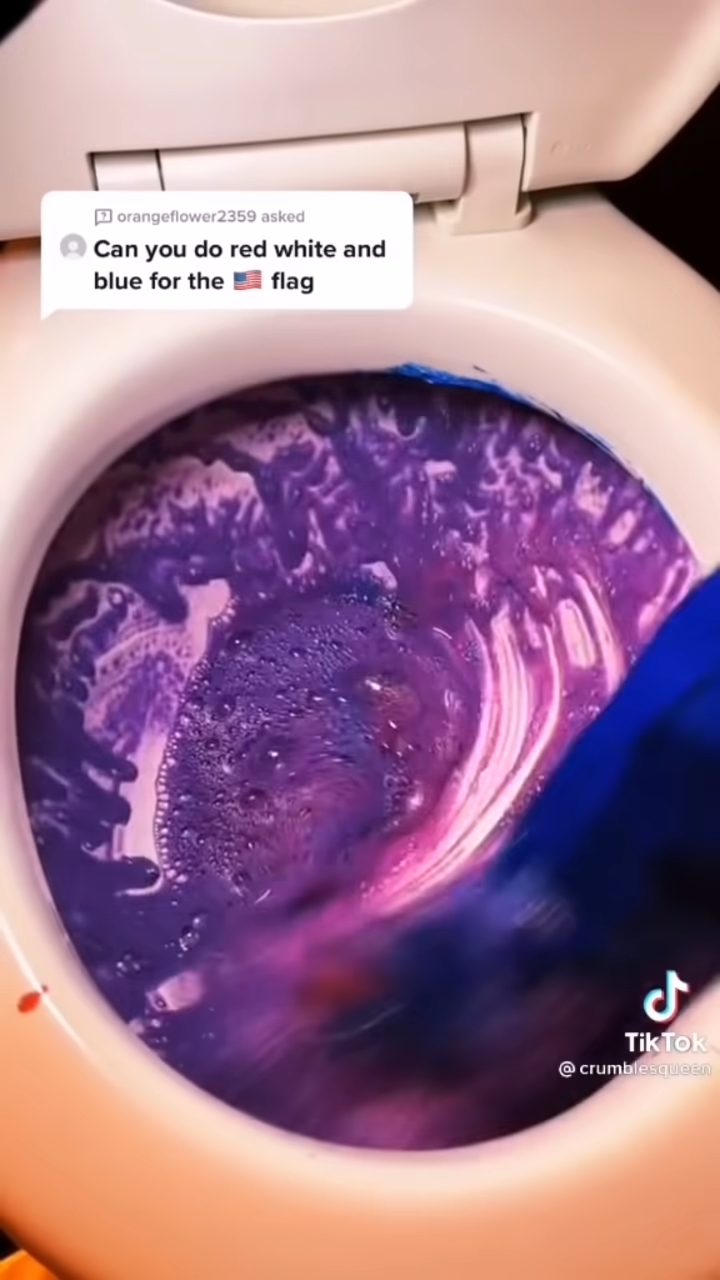 orangeflower2359 asked
Can you do red white and
blue for the 🇺🇸 flag
TikTok
@crumblesqueen